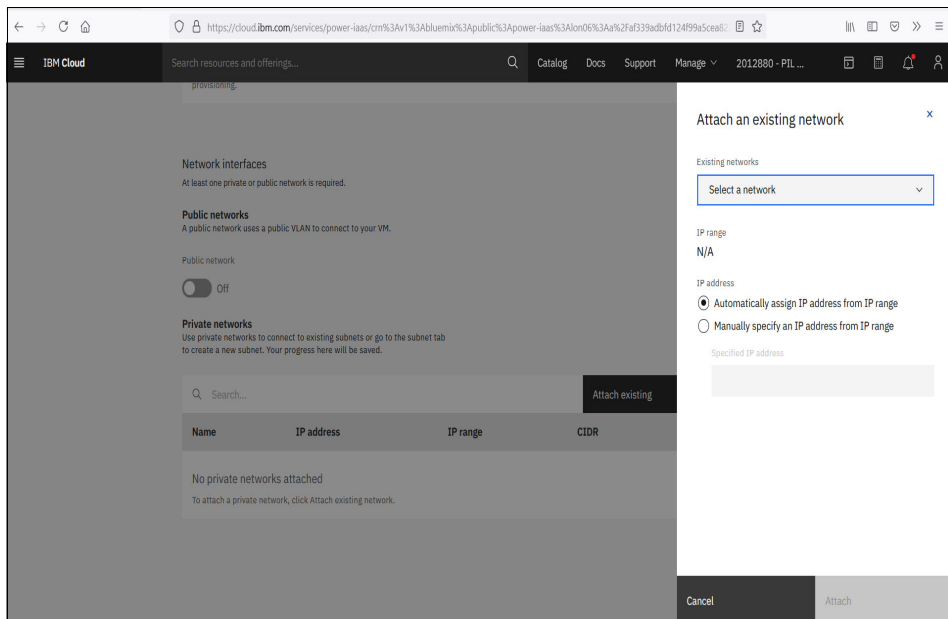 https://cloud.ibm.com/services/power-iaas/crn%3Av1%3Abluemix%3Apublic%3Apower-iaas%3Alon06%3Aa%2Faf339adbfd124f99a5cea82
IBM Cloud
Search resources and offerings...
Catalog
Docs
Support
Manage
2012880 - PIL ...
provisioning.
Network interfaces
At least one private or public network is required.
Public networks
A public network uses a public VLAN to connect to your VM.
Public network
Off
Private networks
Use private networks to connect to existing subnets or go to the subnet tab
to create a new subnet. Your progress here will be saved.
Search...
Attach existing
Name IP address IP range CIDR
No private networks attached
To attach a private network, click Attach existing network.
Attach an existing network
Existing networks
Select a network
IP range
N/A
IP address
Automatically assign IP address from IP range
Manually specify an IP address from IP range
Specified IP address
Cancel
Attach